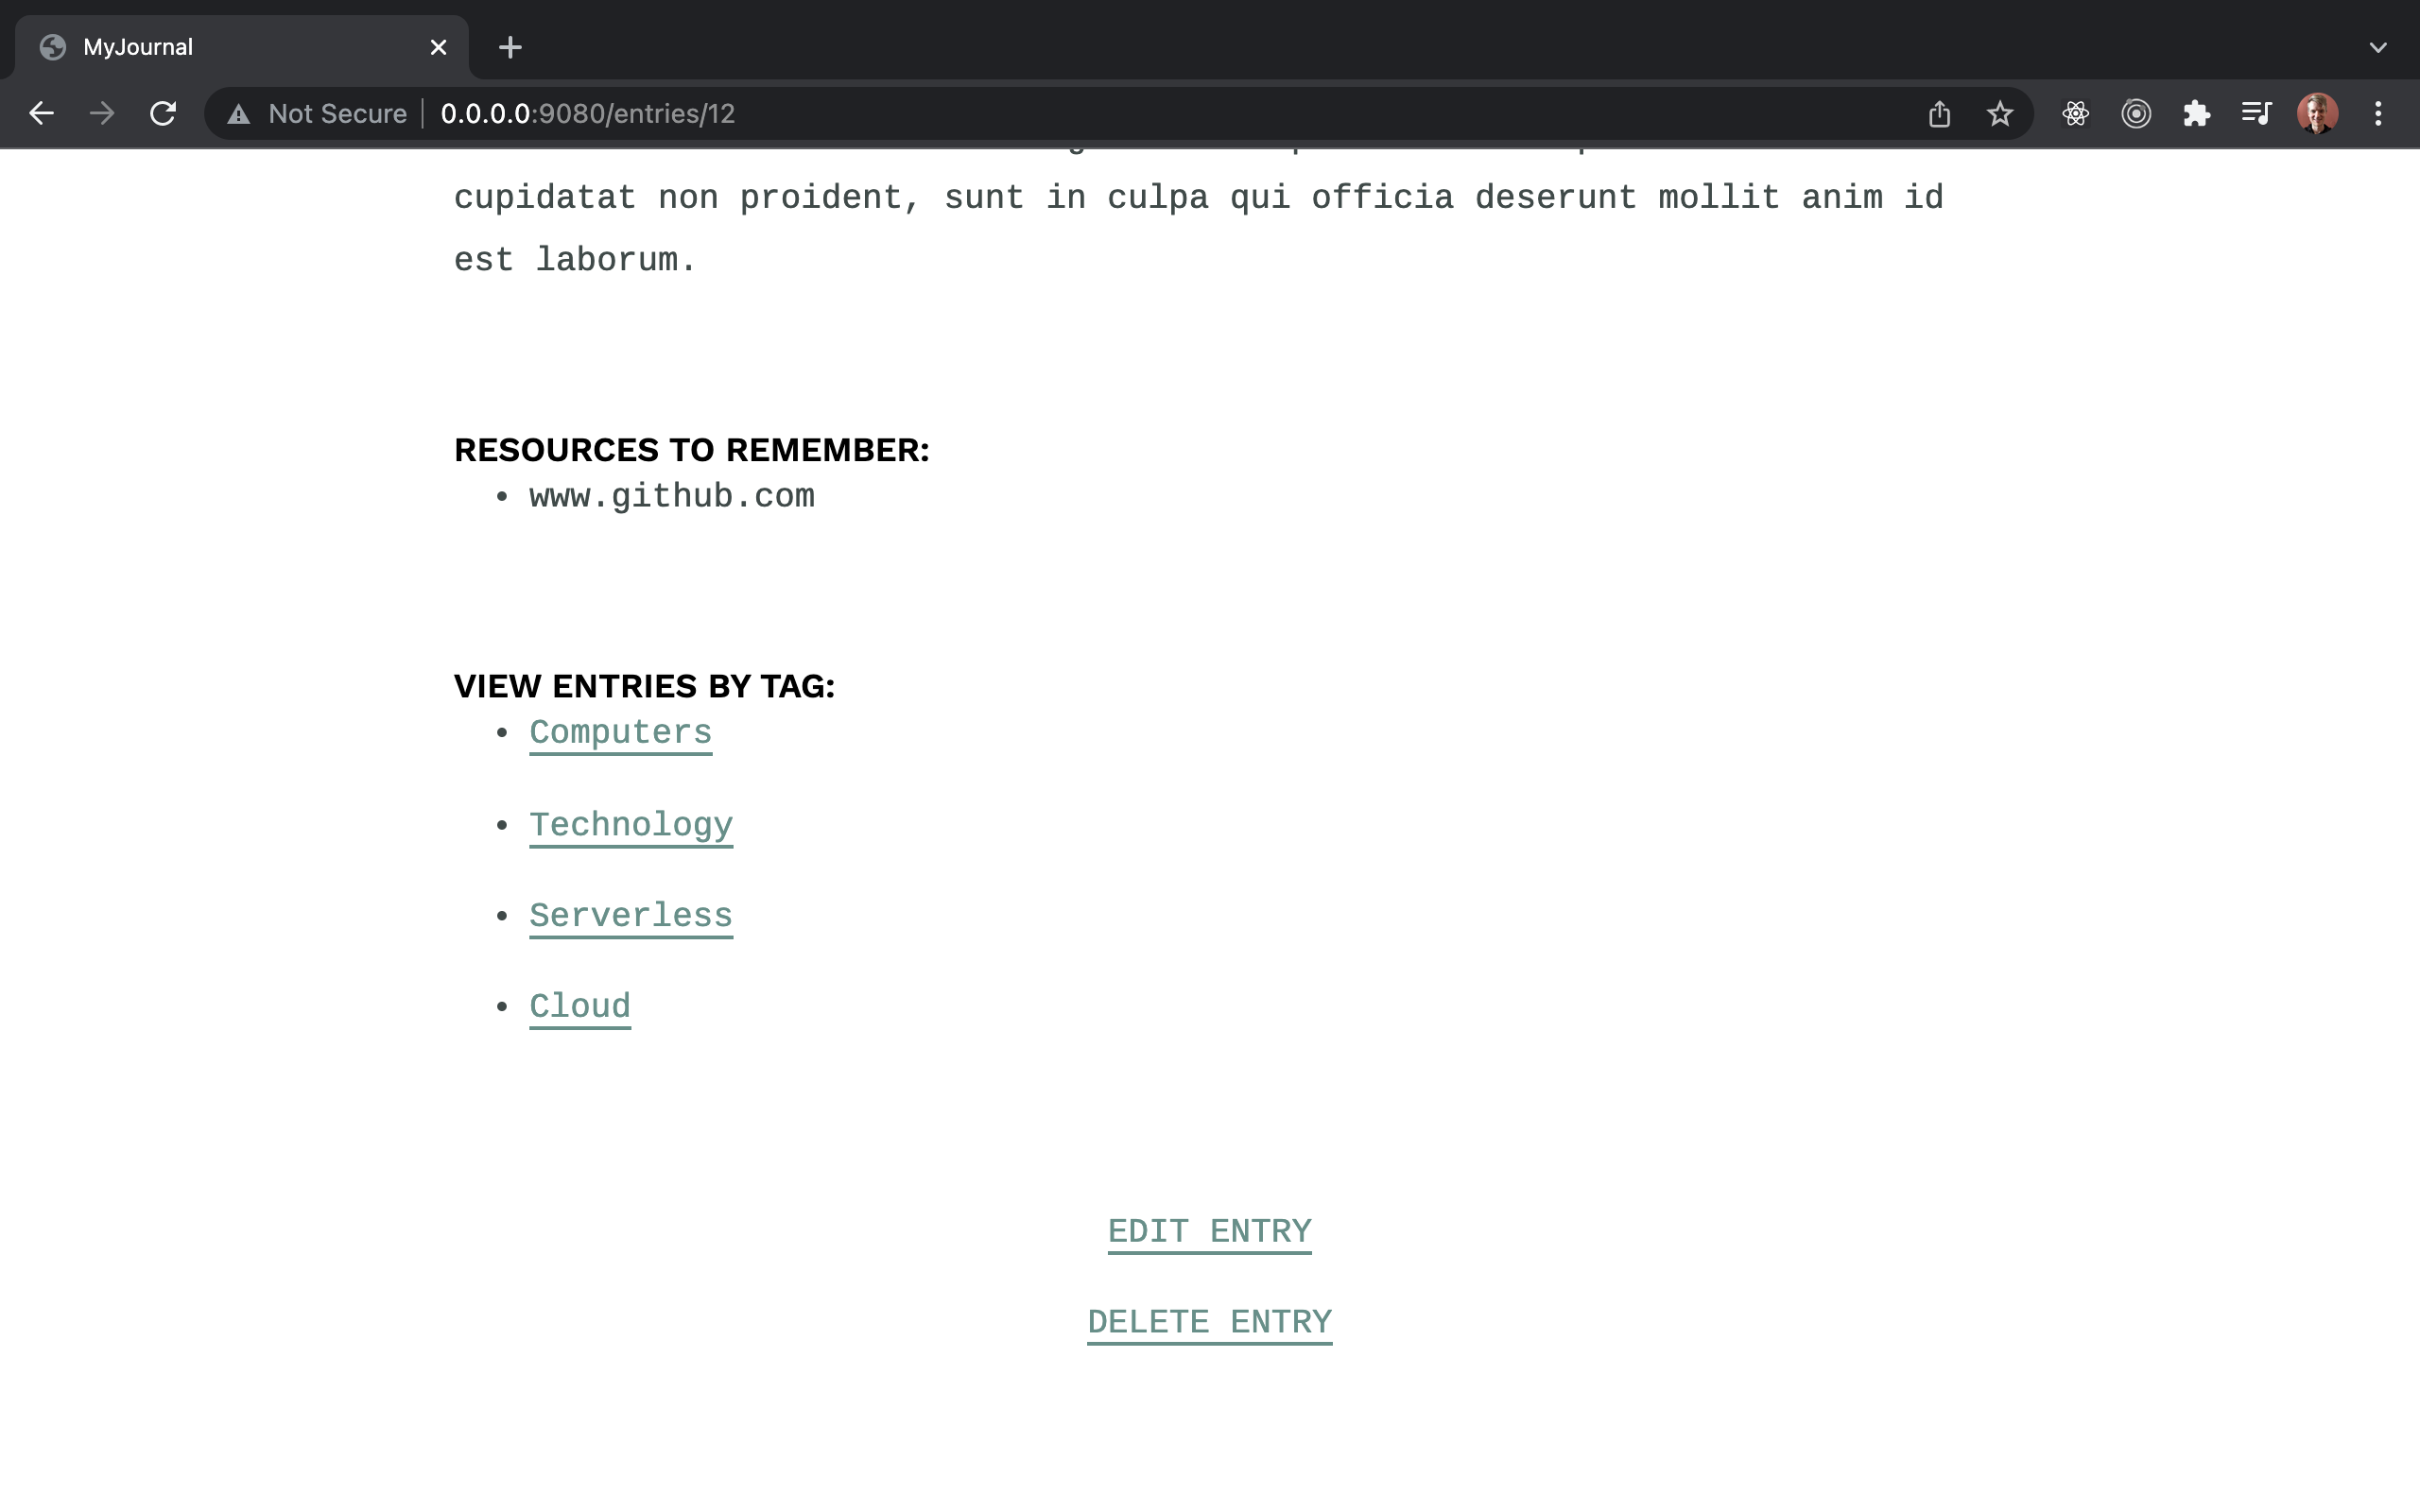 MyJournal
Not Secure
0.0.0.0:9080/entries/12
cupidatat non proident, sunt in culpa qui officia deserunt mollit anim id
est laborum.
RESOURCES TO REMEMBER:
• www.github.com
VIEW ENTRIES BY TAG:
• Computers
• Technology
• Serverless
• Cloud
EDIT ENTRY
DELETE ENTRY